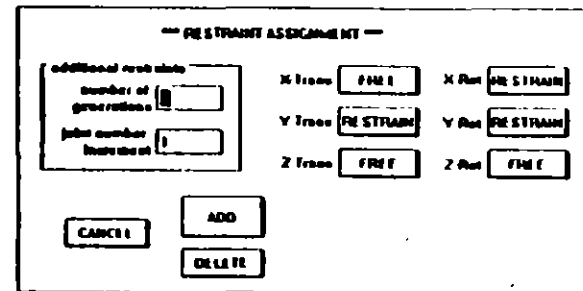 — RESTRAINT ASSIGNMENT —
additional restraints
number of generations
joint number increment 1
X Trans FREE X Rot RESTRAIN
Y Trans RESTRAIN Y Rot RESTRAIN
Z Trans FREE Z Rot FREE
CANCEL
ADD
DELETE